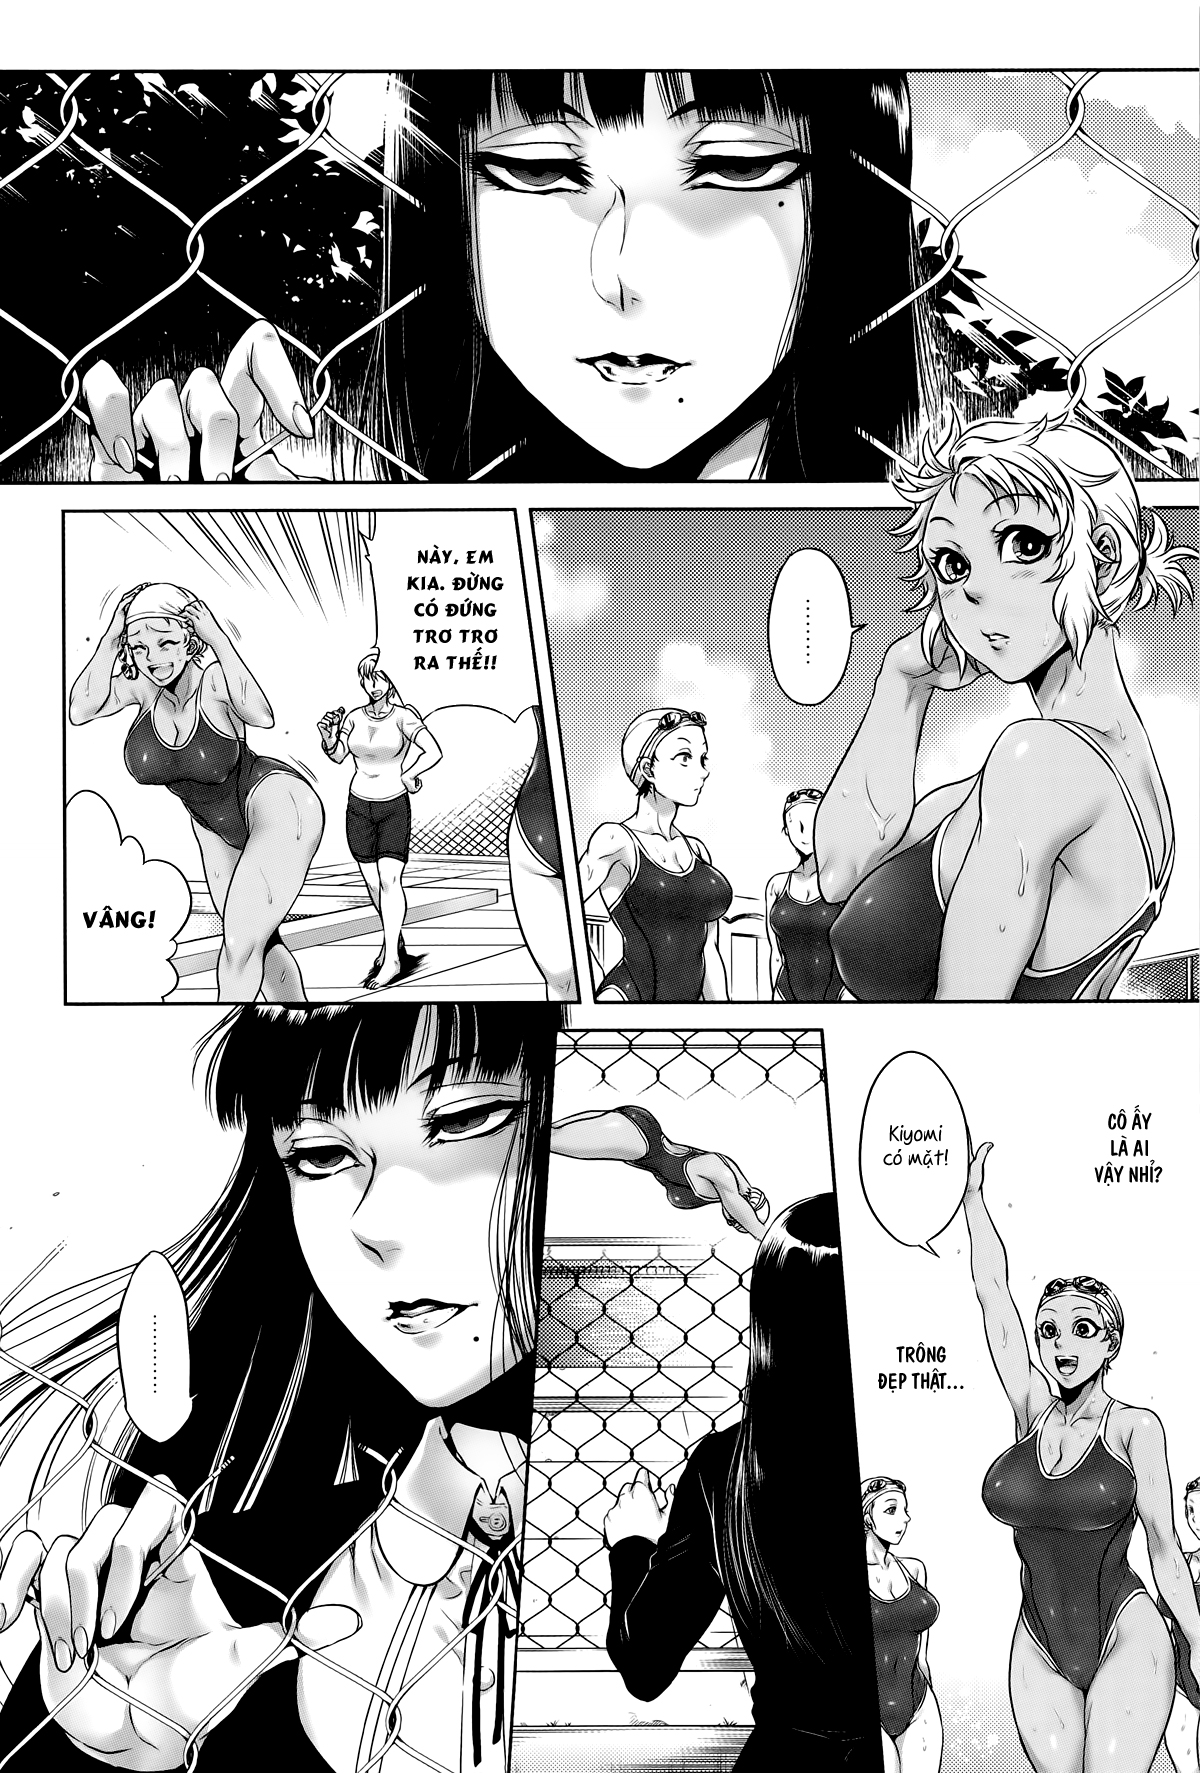 ............
NÀY, EM
KIA. ĐỪNG
CÓ ĐỨNG
TRƠ TRƠ
RA THẾ!!
VÂNG!
CÔ ẤY
LÀ AI
VẬY NHỈ?
Kiyomi
có mặt!
TRÔNG
ĐẸP THẬT...
............